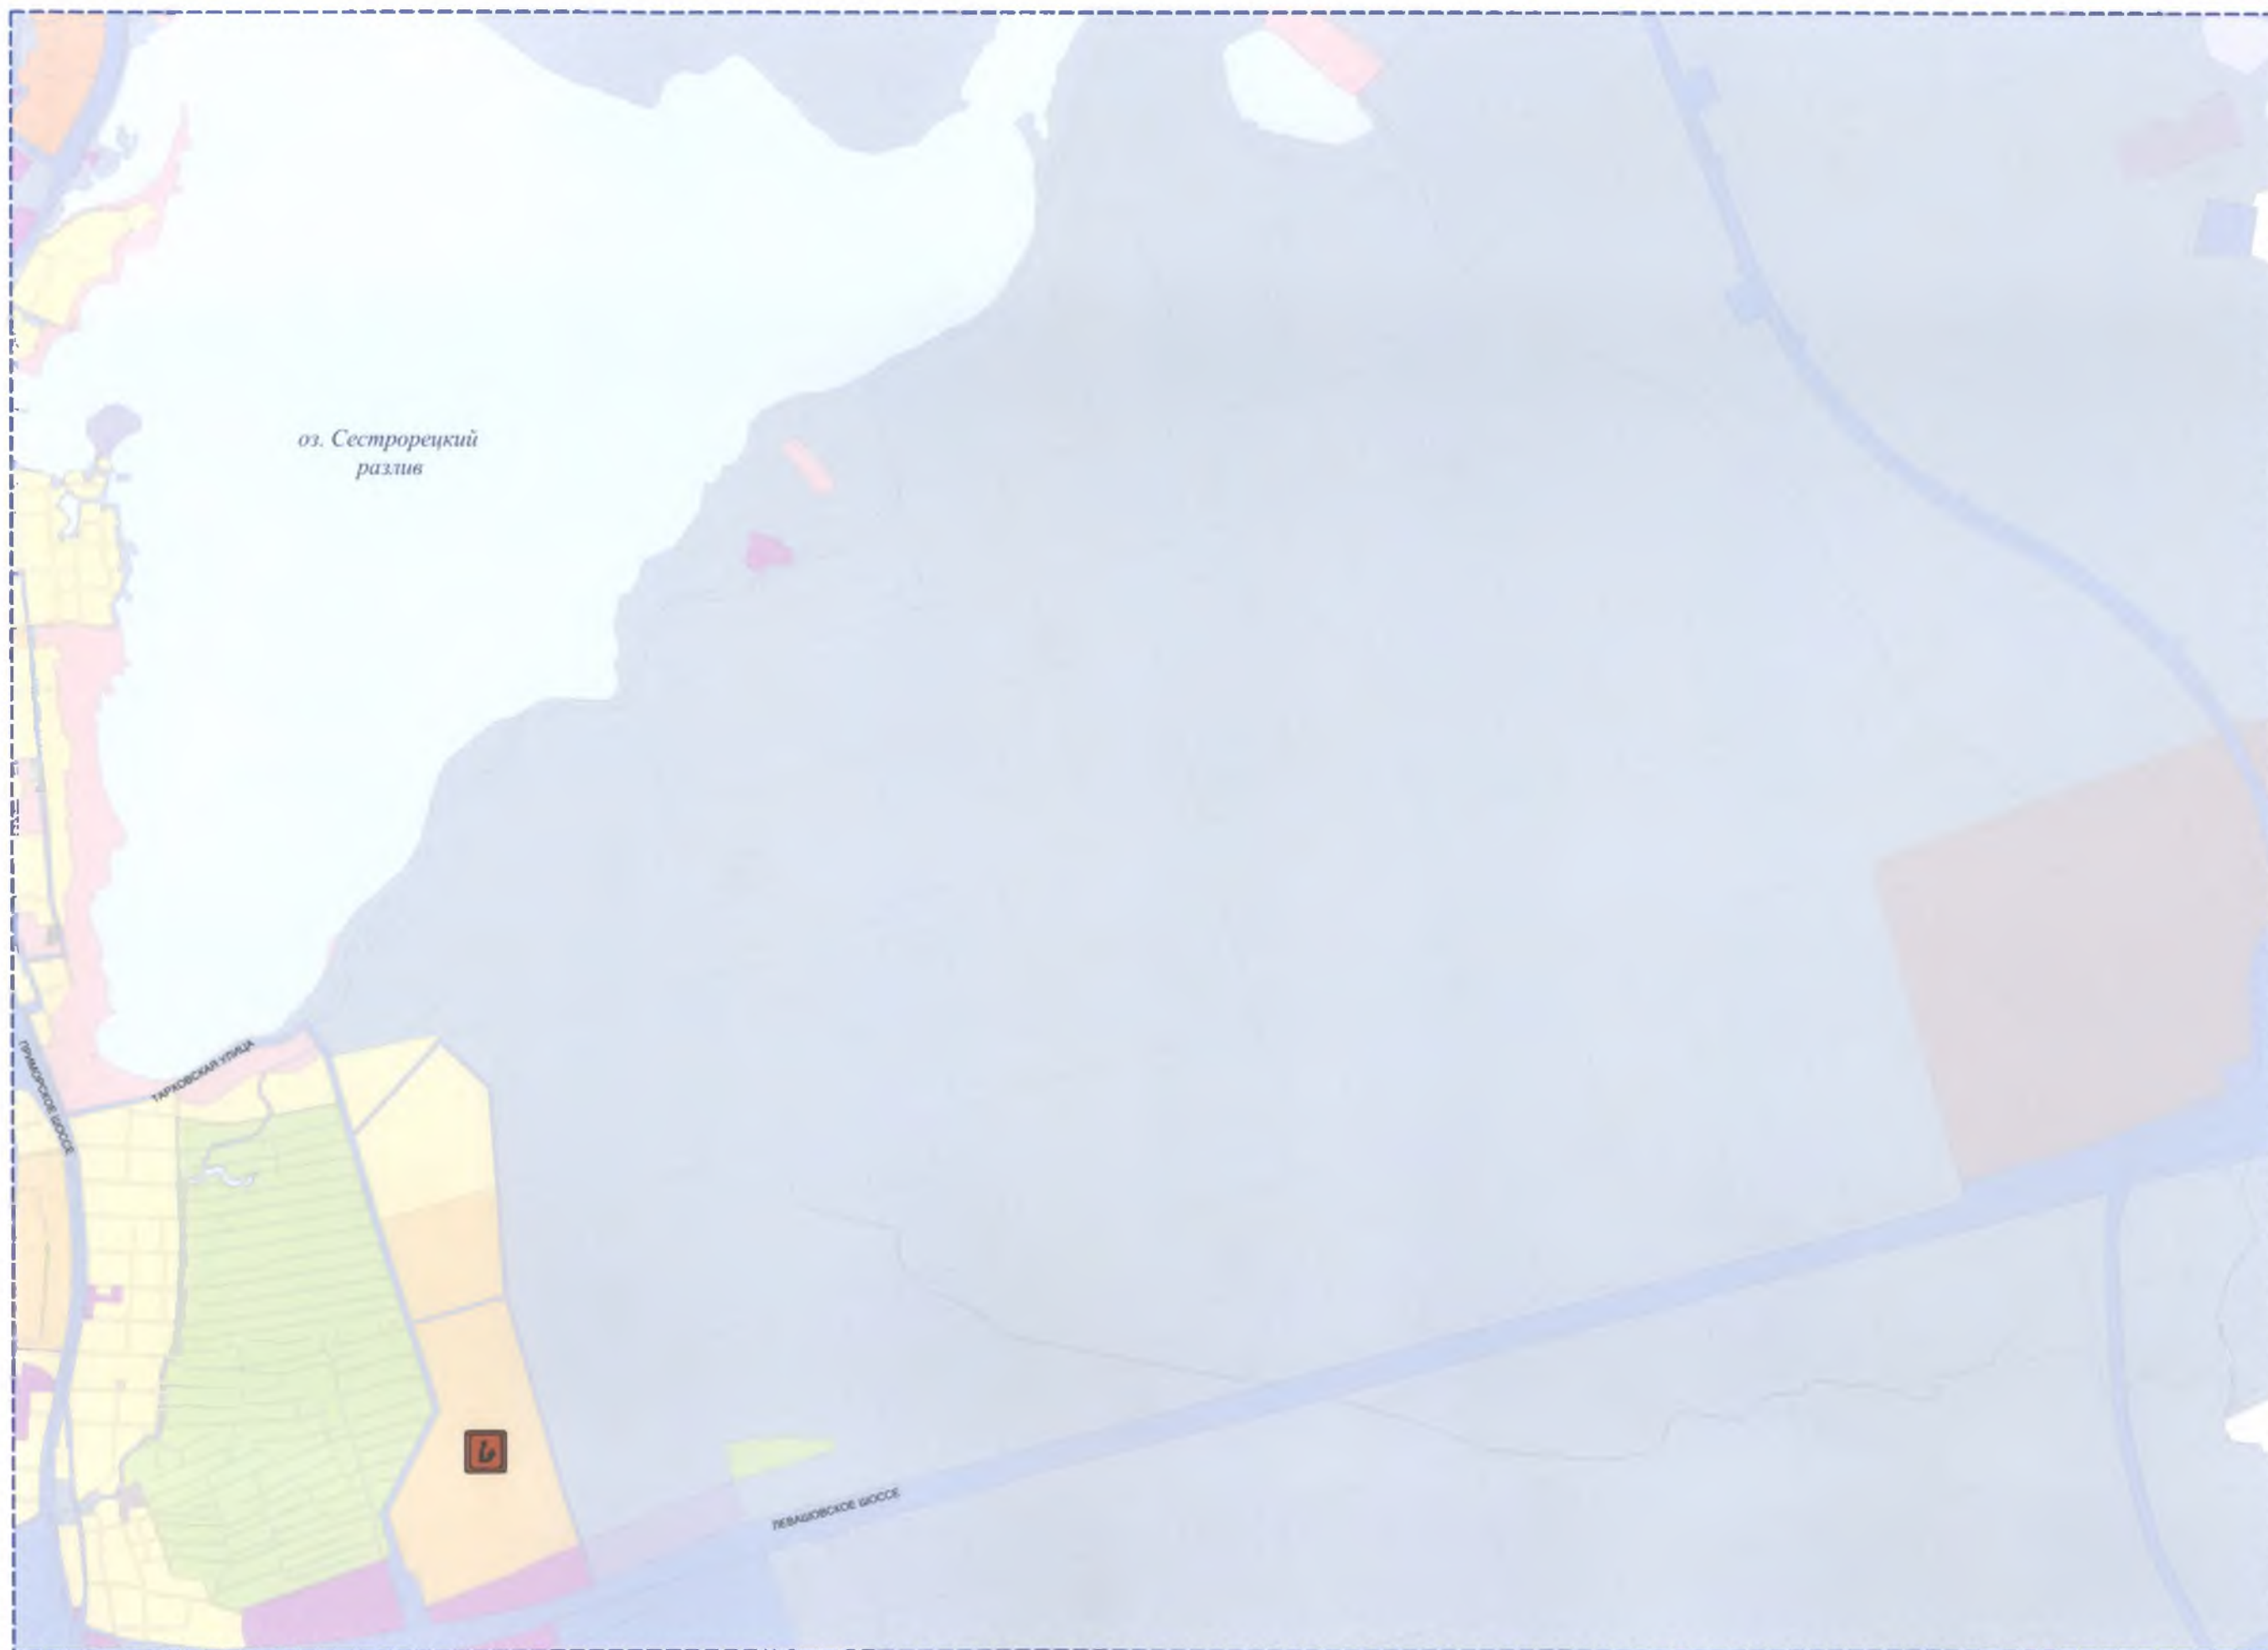 оз. Сестрорецкий
разлив
ПРИМОРСКОЕ ШОССЕ
ТАРХОВСКАЯ УЛИЦА
ЛЕВАШОВСКОЕ ШОССЕ